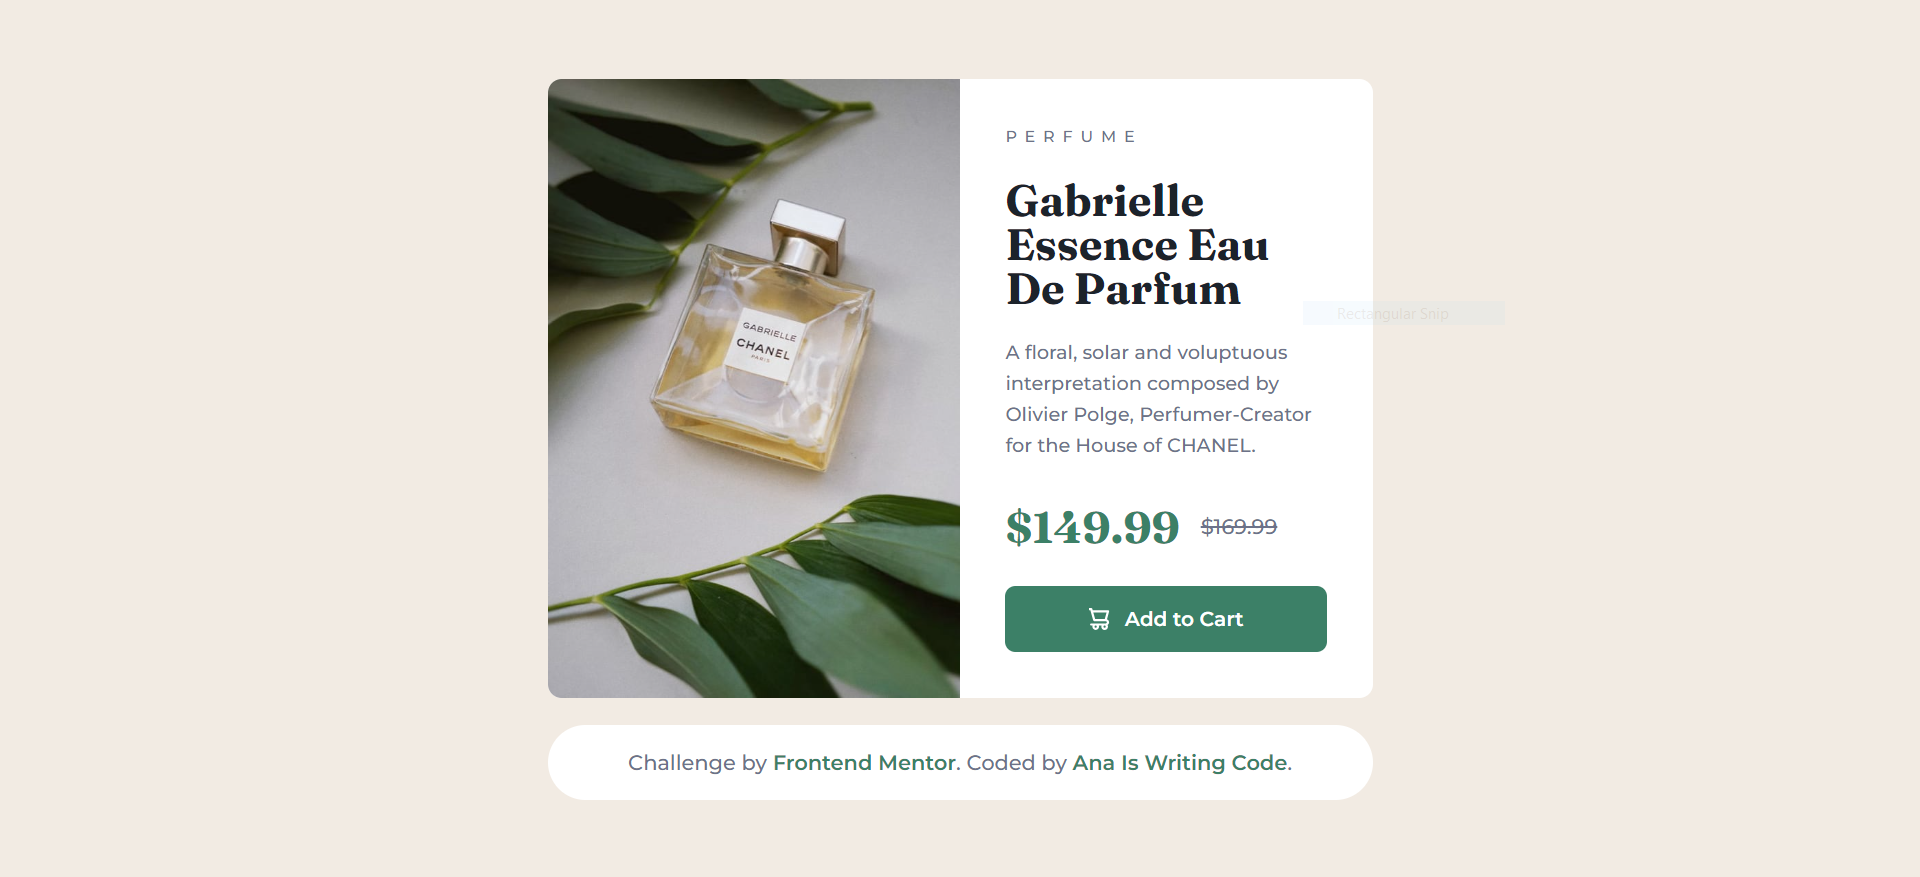 PERFUME
Gabrielle
Essence Eau
De Parfum
Rectangular Snip
A floral, solar and voluptuous
interpretation composed by
Olivier Polge, Perfumer-Creator
for the House of CHANEL.
GABRIELLE
CHANEL
PARIS
$149.99 $169.99
Add to Cart
Challenge by Frontend Mentor. Coded by Ana Is Writing Code.